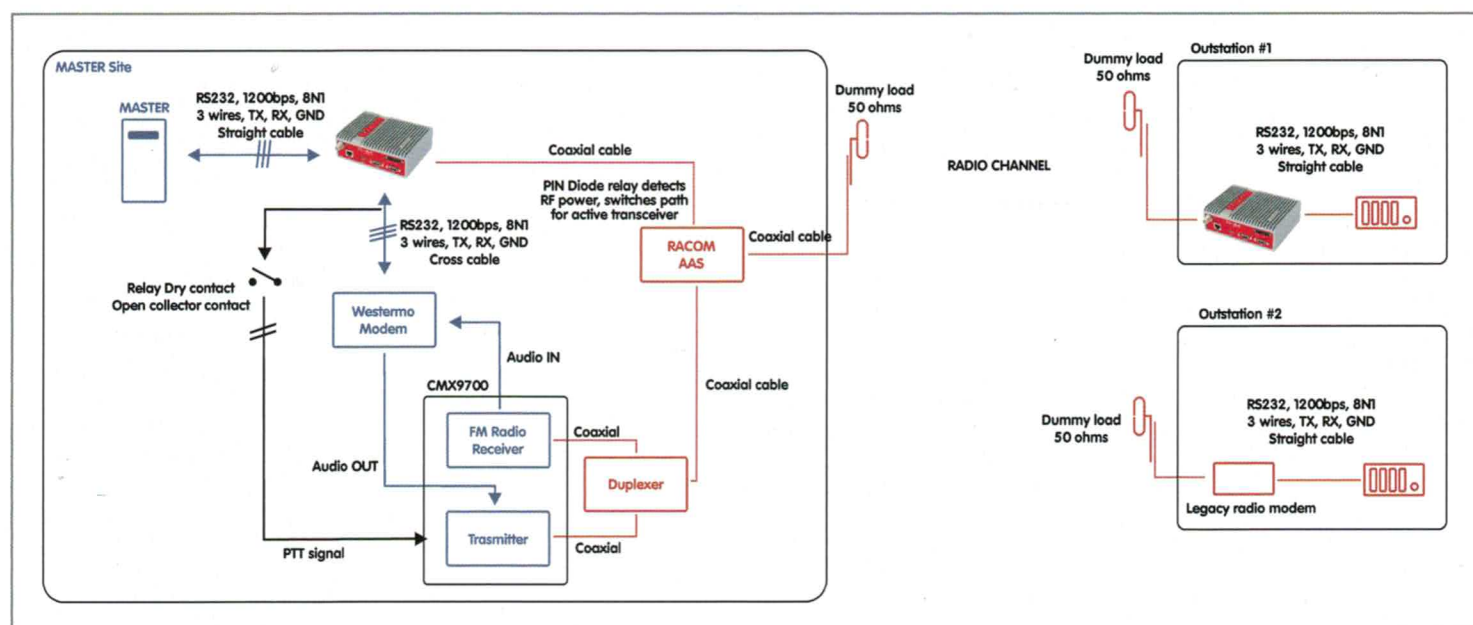 MASTER Site
MASTER
RS232, 1200bps, 8N1
3 wires, TX, RX, GND
Straight cable
Coaxial cable
PIN Diode relay detects
RF power, switches path
for active transceiver
RS232, 1200bps, 8N1
3 wires, TX, RX, GND
Cross cable
Relay Dry contact
Open collector contact
Westermo
Modem
RACOM
AAS
Coaxial cable
Dummy load
50 ohms
Audio IN
Coaxial cable
CMX9700
FM Radio
Receiver
Coaxial
Audio OUT
Duplexer
Trasmitter
Coaxial
PTT signal
RADIO CHANNEL
Outstation #1
Dummy load
50 ohms
RS232, 1200bps, 8N1
3 wires, TX, RX, GND
Straight cable
Outstation #2
Dummy load
50 ohms
RS232, 1200bps, 8N1
3 wires, TX, RX, GND
Straight cable
Legacy radio modem